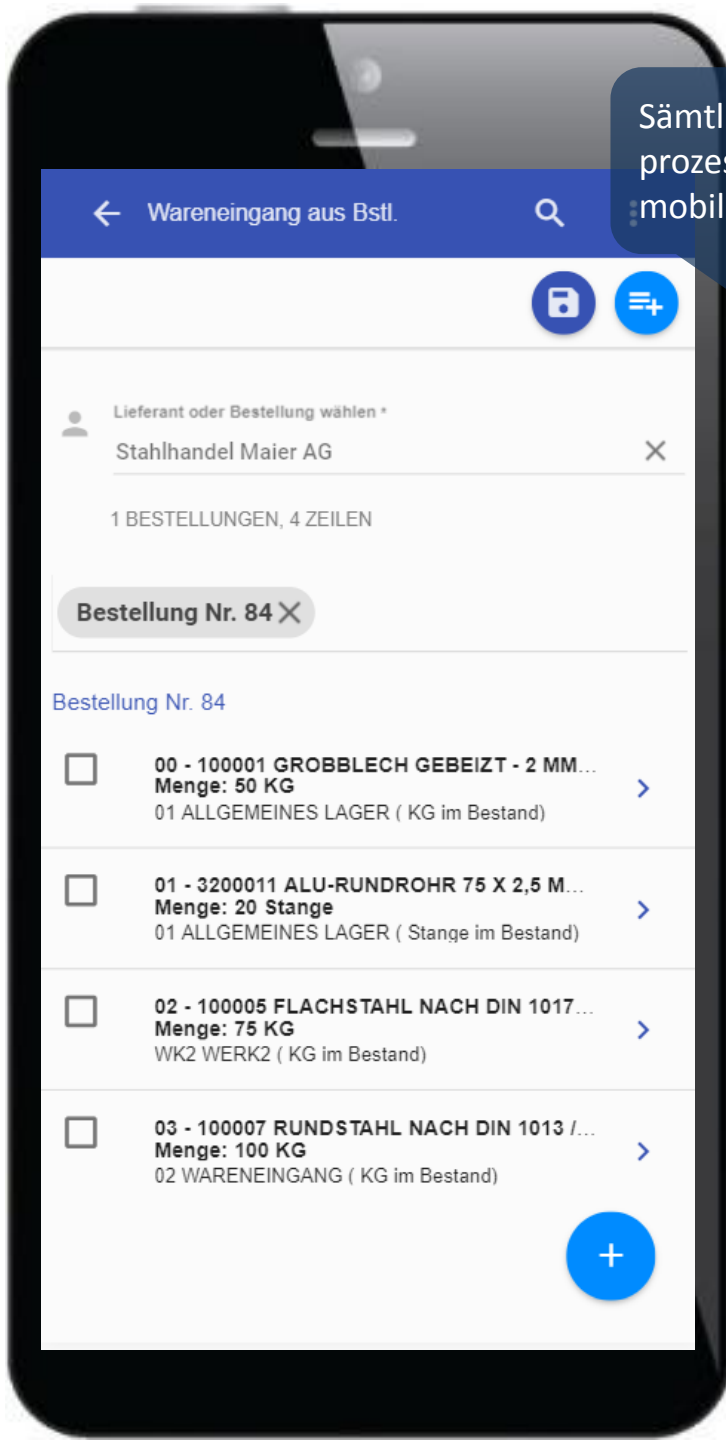 Sämtl
prozes
mobil
Wareneingang aus Bstl.
Lieferant oder Bestellung wählen *
Stahlhandel Maier AG
1 BESTELLUNGEN, 4 ZEILEN
Bestellung Nr. 84
Bestellung Nr. 84
00 - 100001 GROBBLECH GEBEIZT - 2 MM...
Menge: 50 KG
01 ALLGEMEINES LAGER ( KG im Bestand)
01 - 3200011 ALU-RUNDROHR 75 X 2,5 M...
Menge: 20 Stange
01 ALLGEMEINES LAGER ( Stange im Bestand)
02 - 100005 FLACHSTAHL NACH DIN 1017...
Menge: 75 KG
WK2 WERK2 ( KG im Bestand)
03 - 100007 RUNDSTAHL NACH DIN 1013 /...
Menge: 100 KG
02 WARENEINGANG ( KG im Bestand)